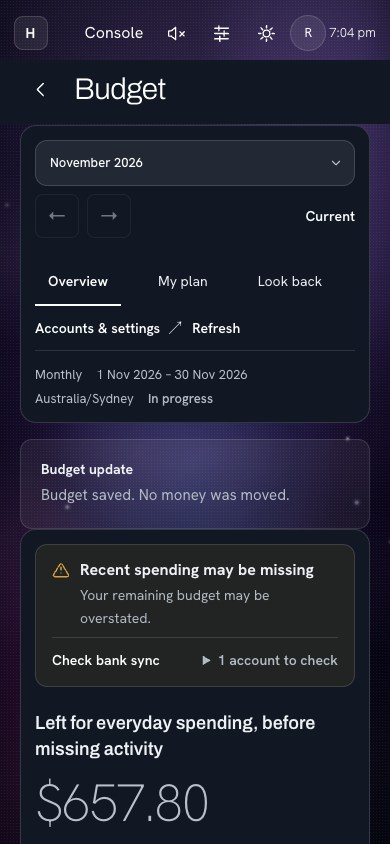 H
Console
R
7:04 pm
Budget
November 2026
Current
Overview
My plan
Look back
Accounts & settings
Refresh
Monthly 1 Nov 2026 – 30 Nov 2026
Australia/Sydney In progress
Budget update
Budget saved. No money was moved.
Recent spending may be missing
Your remaining budget may be
overstated.
Check bank sync
1 account to check
Left for everyday spending, before
missing activity
$657.80